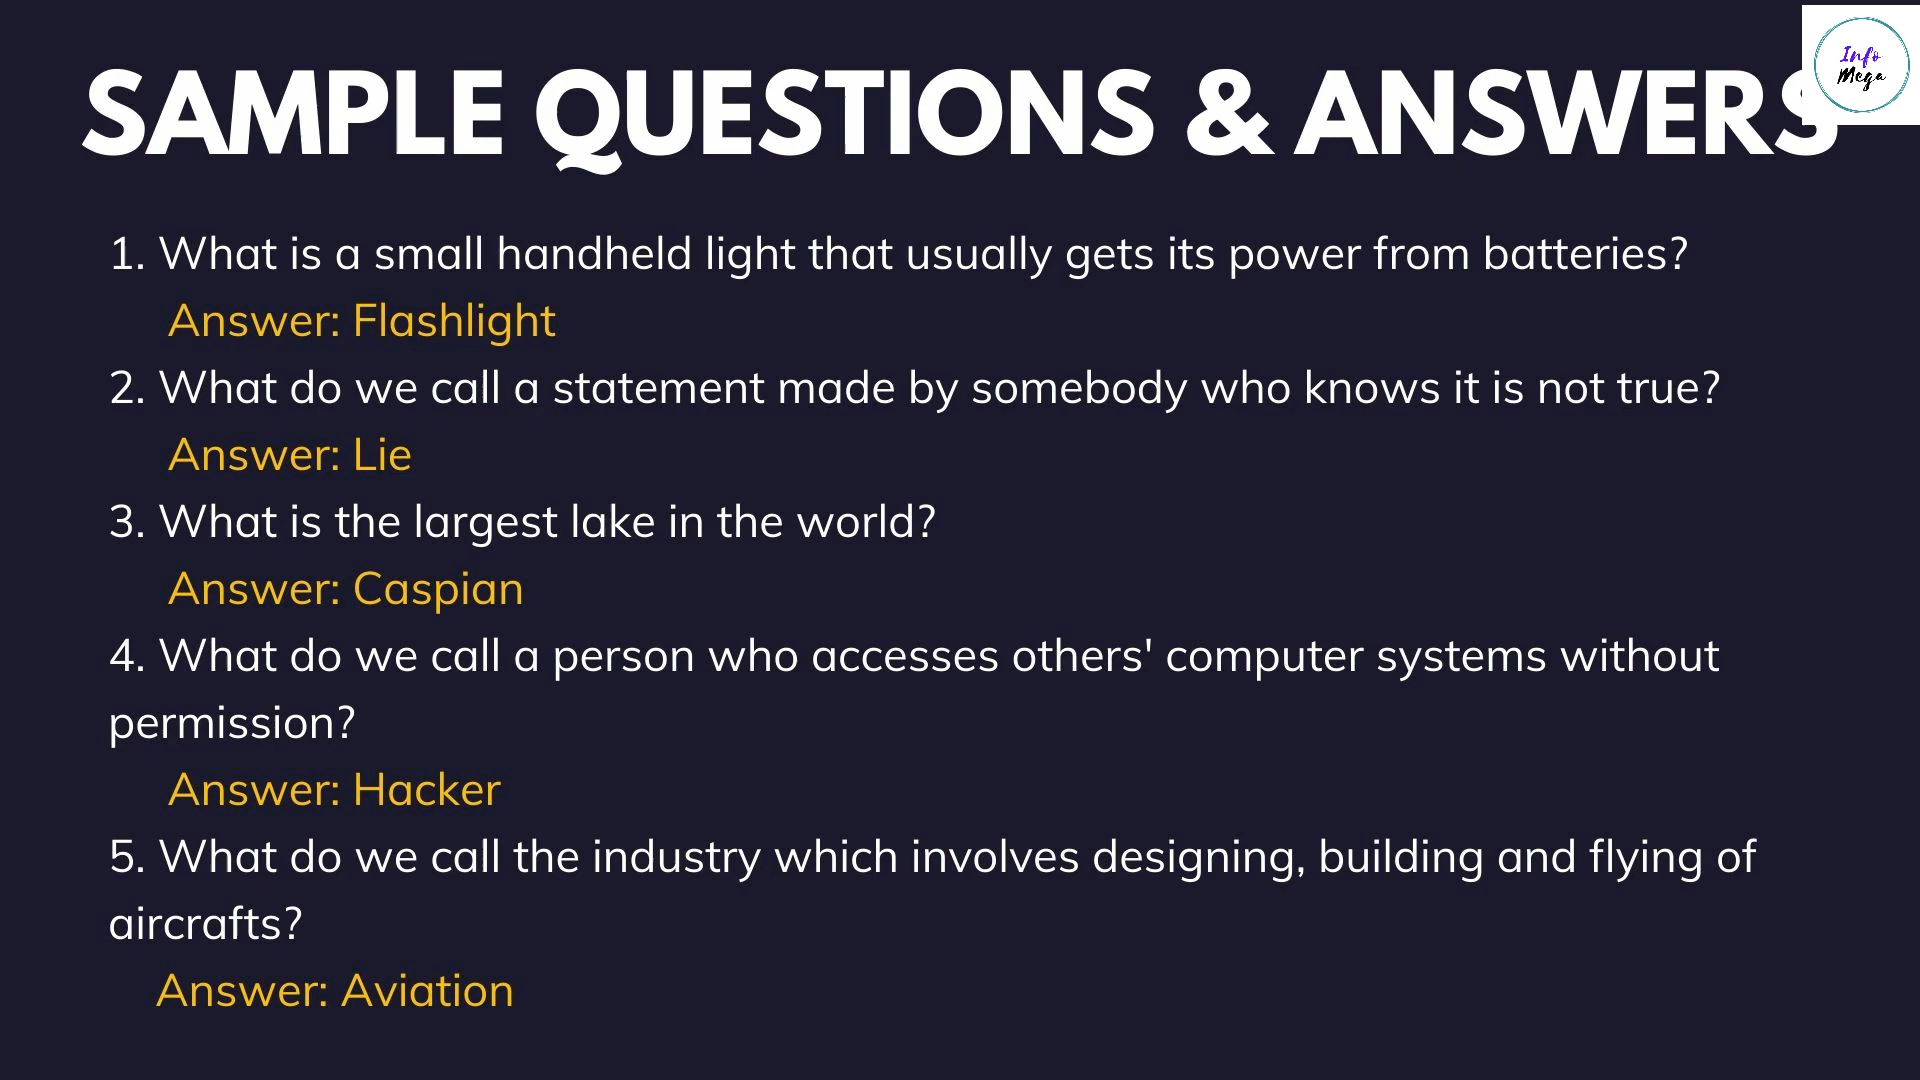 SAMPLE QUESTIONS & ANSWERS
Info
Mega
1. What is a small handheld light that usually gets its power from batteries?
Answer: Flashlight
2. What do we call a statement made by somebody who knows it is not true?
Answer: Lie
3. What is the largest lake in the world?
Answer: Caspian
4. What do we call a person who accesses others' computer systems without
permission?
Answer: Hacker
5. What do we call the industry which involves designing, building and flying of
aircrafts?
Answer: Aviation